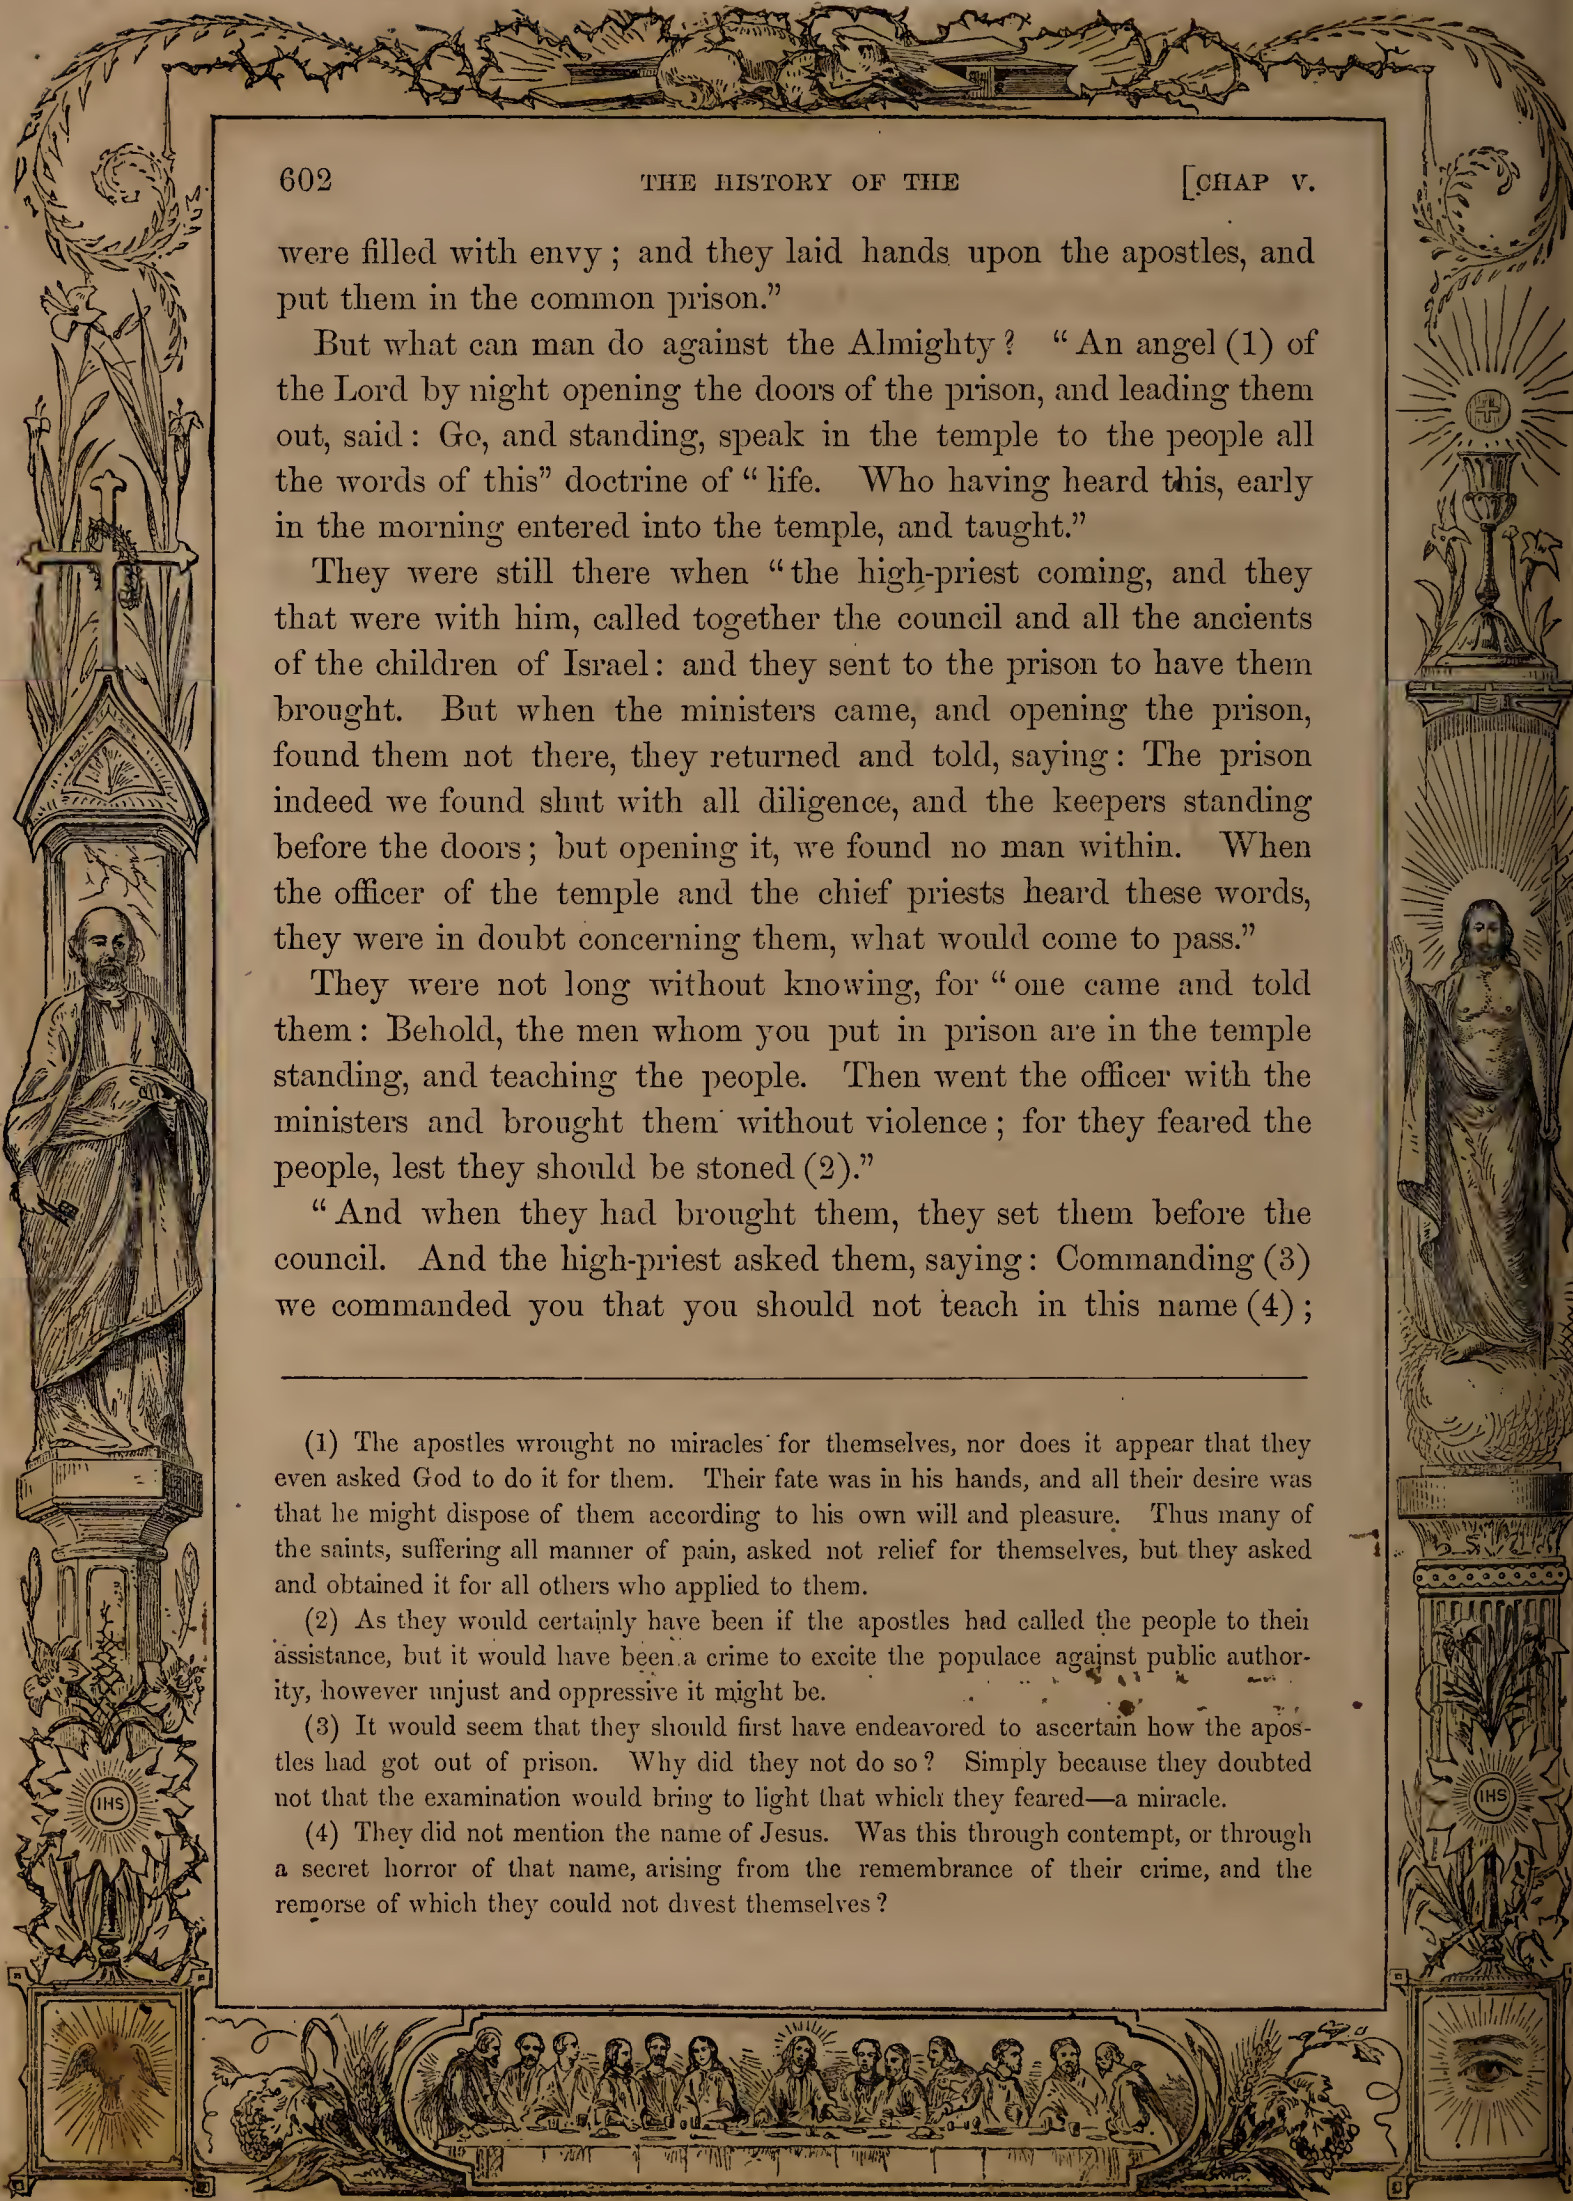 602 THE HISTORY OF THE [CHAP V.
were filled with envy; and they laid hands upon the apostles, and
put them in the common prison.”
But what can man do against the Almighty? “An angel (1) of
the Lord by night opening the doors of the prison, and leading them
out, said: Go, and standing, speak in the temple to the people all
the words of this” doctrine of “life. Who having heard this, early
in the morning entered into the temple, and taught.”
They were still there when “the high-priest coming, and they
that were with him, called together the council and all the ancients
of the children of Israel: and they sent to the prison to have them
brought. But when the ministers came, and opening the prison,
found them not there, they returned and told, saying: The prison
indeed we found shut with all diligence, and the keepers standing
before the doors; but opening it, we found no man within. When
the officer of the temple and the chief priests heard these words,
they were in doubt concerning them, what would come to pass.”
They were not long without knowing, for “one came and told
them: Behold, the men whom you put in prison are in the temple
standing, and teaching the people. Then went the officer with the
ministers and brought them without violence; for they feared the
people, lest they should be stoned (2).”
“And when they had brought them, they set them before the
council. And the high-priest asked them, saying: Commanding (3)
we commanded you that you should not teach in this name (4);
(1) The apostles wrought no miracles for themselves, nor does it appear that they
even asked God to do it for them. Their fate was in his hands, and all their desire was
that he might dispose of them according to his own will and pleasure. Thus many of
the saints, suffering all manner of pain, asked not relief for themselves, but they asked
and obtained it for all others who applied to them.
(2) As they would certainly have been if the apostles had called the people to their
assistance, but it would have been a crime to excite the populace against public author-
ity, however unjust and oppressive it might be.
(3) It would seem that they should first have endeavored to ascertain how the apos-
tles had got out of prison. Why did they not do so? Simply because they doubted
not that the examination would bring to light that which they feared—a miracle.
(4) They did not mention the name of Jesus. Was this through contempt, or through
a secret horror of that name, arising from the remembrance of their crime, and the
remorse of which they could not divest themselves?
IHS
IHS